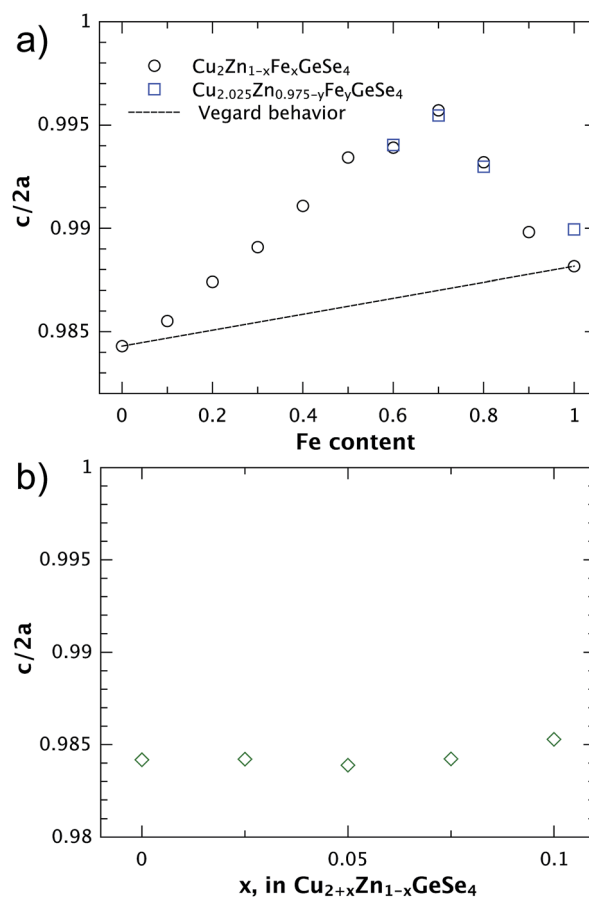 a)
1
0.995
0.99
0.985
c/2a
Cu₂Zn₁₋ₓFeₓGeSe₄
Cu₂.₀₂₅Zn₀.₉₇₅₋yFeyGeSe₄
Vegard behavior
0 0.2 0.4 0.6 0.8 1
Fe content
b)
1
0.995
0.99
0.985
0.98
c/2a
0 0.05 0.1
x, in Cu₂₊ₓZn₁₋ₓGeSe₄